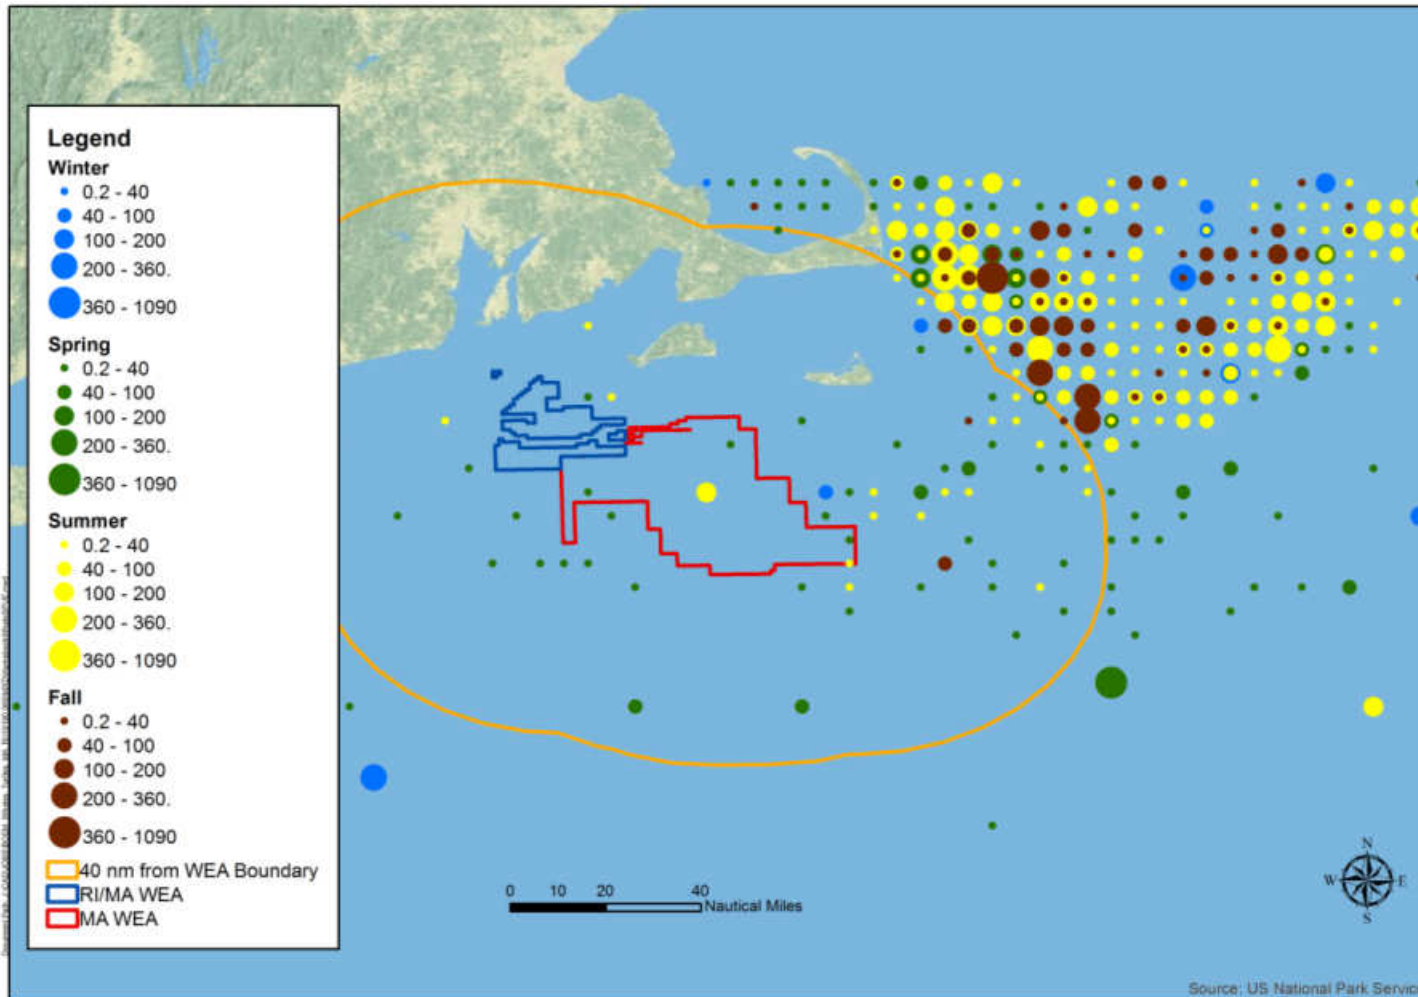 Legend
Winter
0.2 - 40
40 - 100
100 - 200
200 - 360.
360 - 1090
Spring
0.2 - 40
40 - 100
100 - 200
200 - 360.
360 - 1090
Summer
0.2 - 40
40 - 100
100 - 200
200 - 360.
360 - 1090
Fall
0.2 - 40
40 - 100
100 - 200
200 - 360.
360 - 1090
40 nm from WEA Boundary
RI/MA WEA
MA WEA
0 10 20 40
Nautical Miles
N
W E
S
Source: US National Park Servic